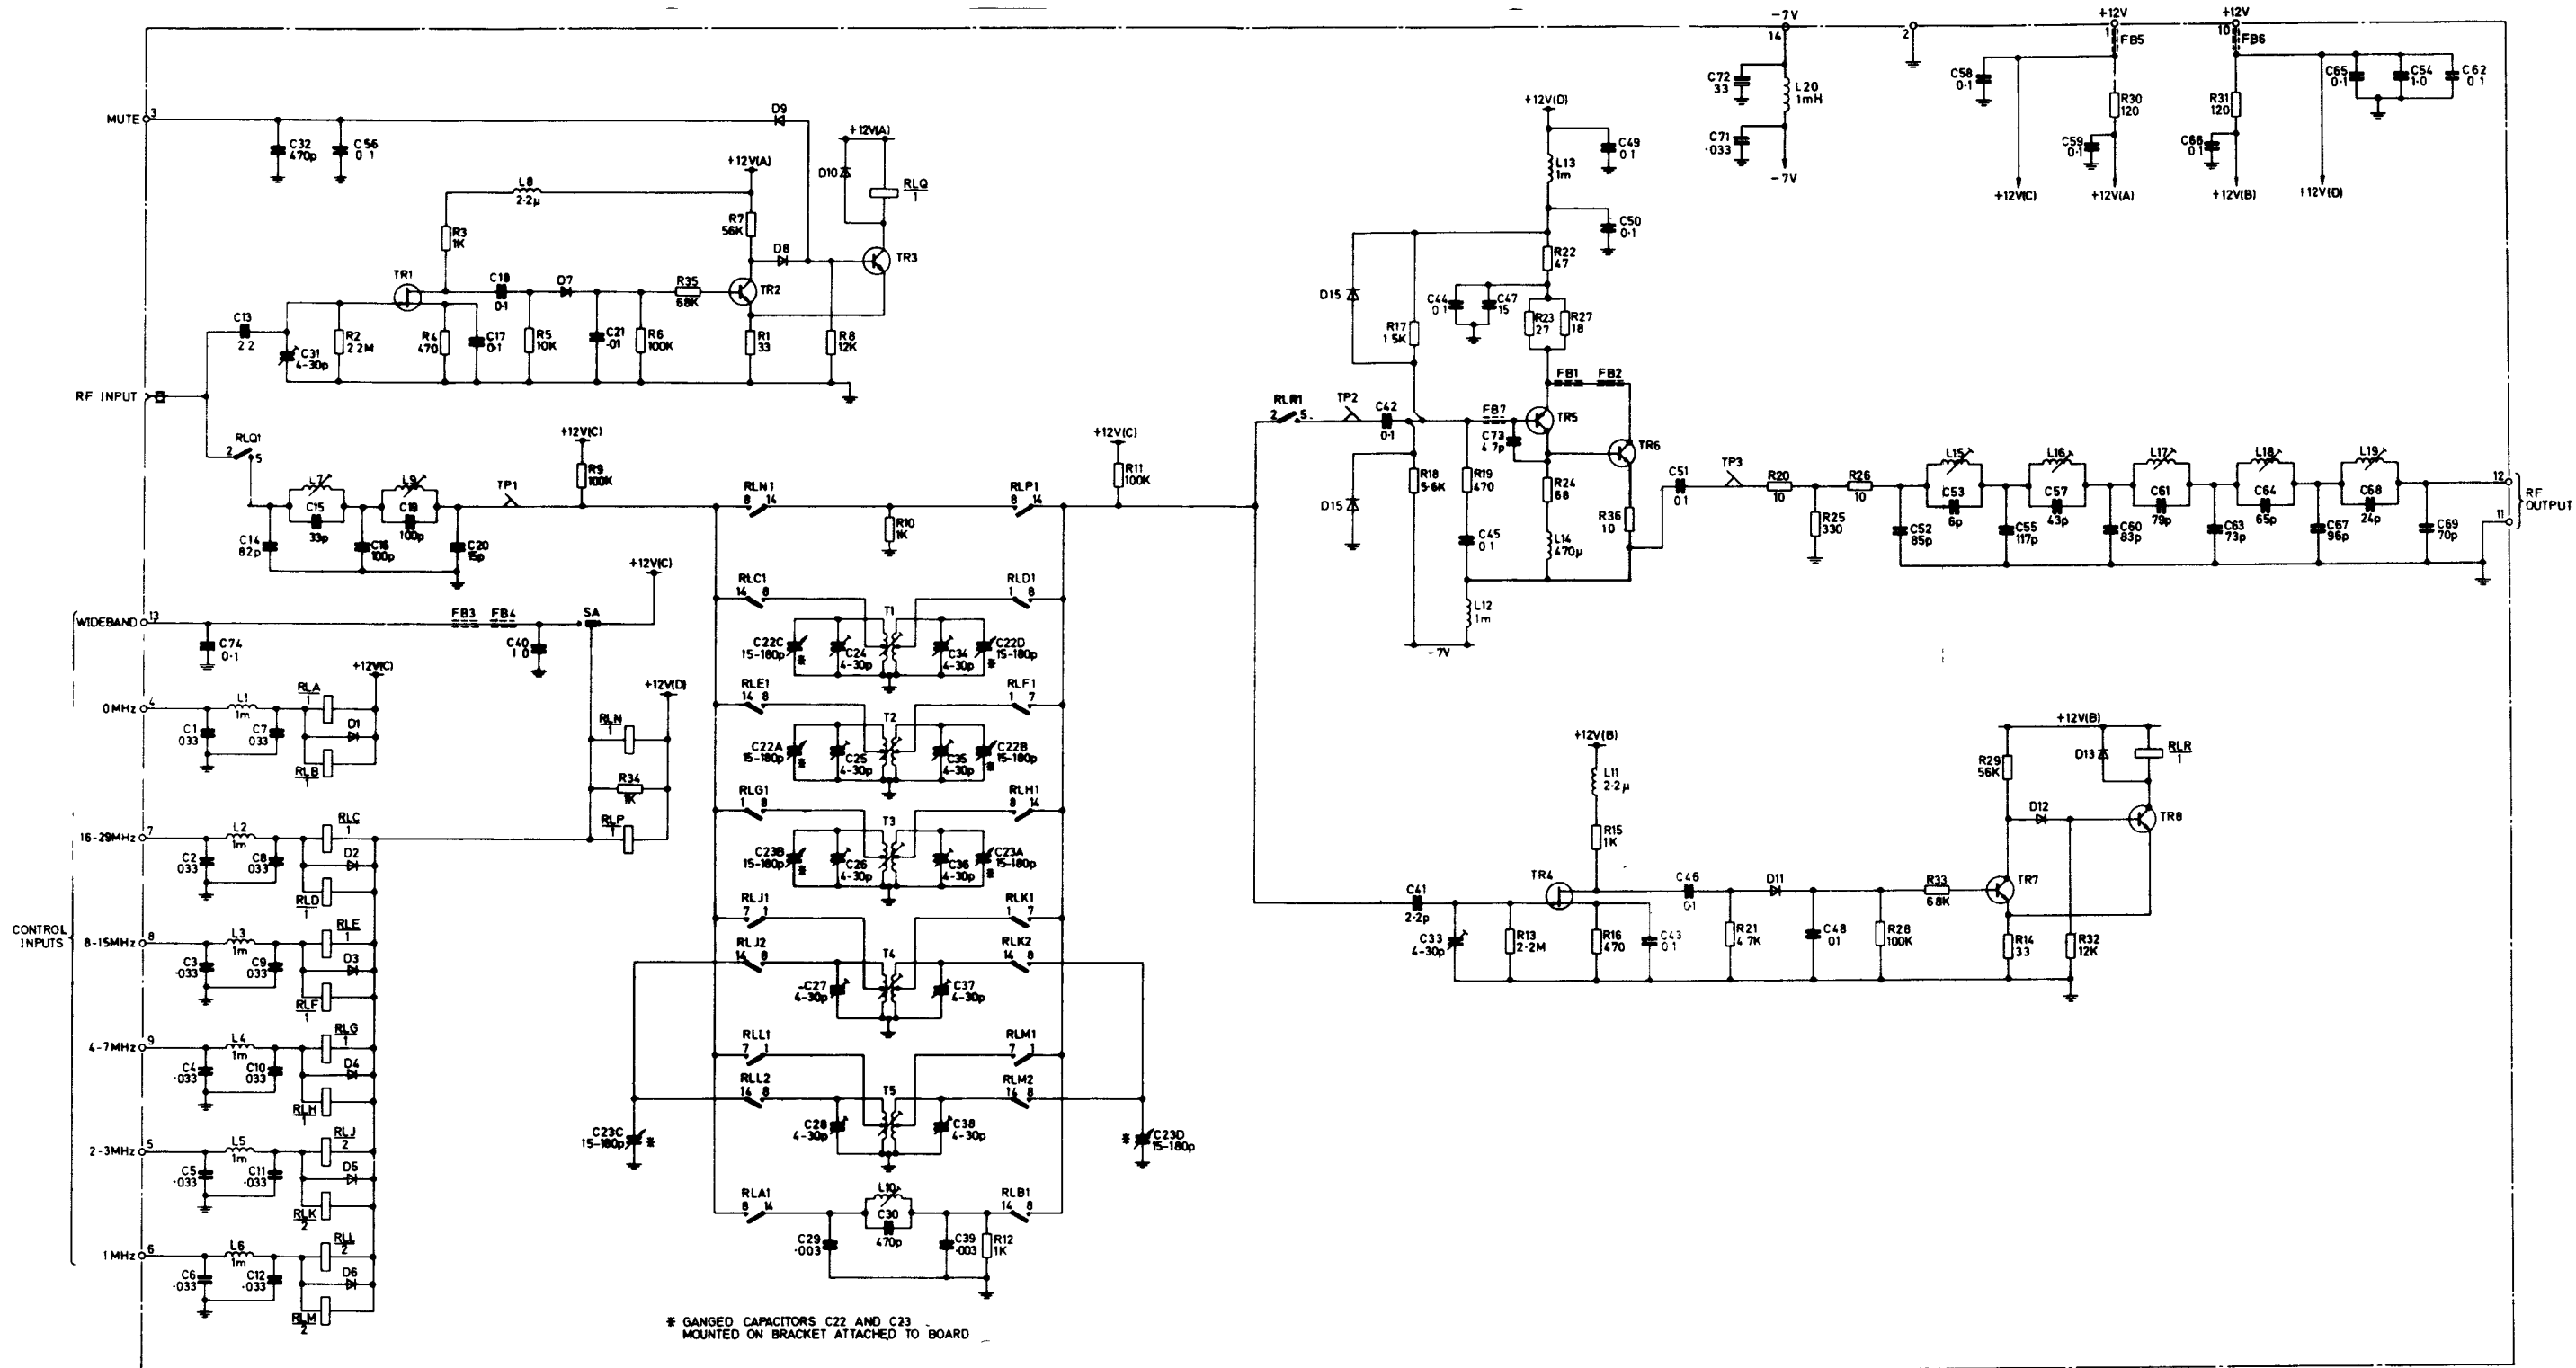 -7V
14
2
+12V
1
FB5
+12V
10
FB6
C72
33
L20
1mH
C71
·033
-7V
C58
0·1
R30
120
C59
0·1
+12V(C)
+12V(A)
R31
120
C66
0·1
+12V(B)
+12V(D)
C65
0·1
C54
1·0
C62
0 1
MUTE
3
C32
470p
C56
0 1
D9
+12V(A)
D10
RLQ
1
+12V(A)
L8
2·2µ
R3
1K
R7
56K
D8
TR3
TR1
C18
0·1
D7
R35
68K
TR2
C13
2 2
C31
4-30p
R2
2 2M
R4
470
C17
0·1
R5
10K
C21
·01
R6
100K
R1
33
R8
12K
RF INPUT
RLQ1
2
5
L7
C15
33p
L9
C19
100p
C14
82p
C16
100p
C20
15p
TP1
+12V(C)
R9
100K
RLN1
8
14
R10
1K
RLP1
8
14
+12V(C)
R11
100K
+12V(D)
C49
0 1
L13
1m
C50
0·1
R22
47
D15
R17
1 5K
C44
0 1
C47
15
R23
27
R27
18
FB1
FB2
RLR1
2
5
TP2
C42
0·1
FB7
TR5
C73
4 7p
TR6
D15
R18
5·6K
R19
470
R24
68
C45
0 1
L14
470µ
R36
10
L12
1m
-7V
C51
0 1
TP3
R20
10
R26
10
R25
330
L15
C53
6p
L16
C57
43p
L17
C61
79p
L18
C64
65p
L19
C68
24p
C52
85p
C55
117p
C60
83p
C63
73p
C67
96p
C69
70p
12
11
RF
OUTPUT
CONTROL
INPUTS
WIDEBAND
13
C74
0·1
FB3
FB4
C40
1 0
SA
+12V(C)
0MHz
4
C1
033
L1
1m
C7
033
RLA
1
D1
RLB
1
+12V(C)
+12V(D)
RLN
1
R34
1K
RLP
1
16-29MHz
7
C2
033
L2
1m
C8
033
RLC
1
D2
RLD
1
8-15MHz
8
C3
·033
L3
1m
C9
033
RLE
1
D3
RLF
1
4-7MHz
9
C4
·033
L4
1m
C10
033
RLG
1
D4
RLH
1
2-3MHz
5
C5
·033
L5
1m
C11
·033
RLJ
2
D5
RLK
2
1MHz
6
C6
·033
L6
1m
C12
·033
RLL
2
D6
RLM
2
RLC1
14 8
T1
RLD1
1 8
C22C
15-180p
*
C24
4-30p
C34
4-30p
C22D
15-180p
*
RLE1
14 8
T2
RLF1
1 7
C22A
15-180p
*
C25
4-30p
C35
4-30p
C22B
15-180p
*
RLG1
1 8
T3
RLH1
8 14
C23B
15-180p
*
C26
4-30p
C36
4-30p
C23A
15-180p
*
RLJ1
7 1
RLK1
1 7
RLJ2
14 8
T4
RLK2
14 8
C27
4-30p
C37
4-30p
RLL1
7 1
RLM1
7 1
RLL2
14 8
T5
RLM2
14 8
C23C
15-180p
*
C28
4-30p
C38
4-30p
* C23D
15-180p
RLA1
8 14
L10
C30
470p
RLB1
14 8
C29
·003
C39
·003
R12
1K
+12V(B)
L11
2·2µ
R15
1K
TR4
C41
2·2p
C33
4-30p
R13
2·2M
R16
470
C43
0 1
C46
0·1
D11
R21
4 7K
C48
01
R28
100K
R33
68K
TR7
R14
33
R32
12K
+12V(B)
R29
56K
D12
D13
RLR
1
TR8
* GANGED CAPACITORS C22 AND C23
MOUNTED ON BRACKET ATTACHED TO BOARD